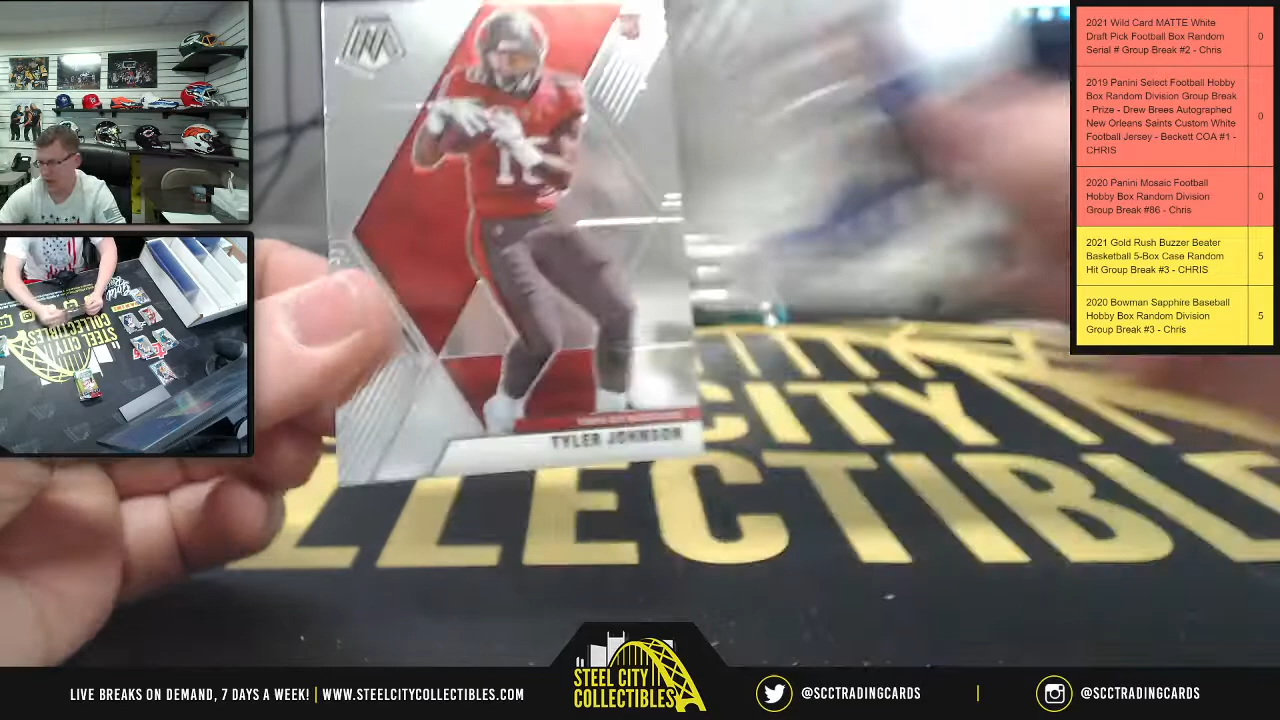 2021 Wild Card MATTE White
Draft Pick Football Box Random
Serial # Group Break #2 - Chris
0
2019 Panini Select Football Hobby
Box Random Division Group Break
- Prize - Drew Brees Autographed
New Orleans Saints Custom White
Football Jersey - Beckett COA #1 -
CHRIS
0
2020 Panini Mosaic Football
Hobby Box Random Division
Group Break #86 - Chris
0
2021 Gold Rush Buzzer Beater
Basketball 5-Box Case Random
Hit Group Break #3 - CHRIS
5
2020 Bowman Sapphire Baseball
Hobby Box Random Division
Group Break #3 - Chris
5
TYLER JOHNSON
CITY
LLECTIBLE
LIVE BREAKS ON DEMAND, 7 DAYS A WEEK! | WWW.STEELCITYCOLLECTIBLES.COM
STEEL CITY
COLLECTIBLES
@SCCTRADINGCARDS
|
@SCCTRADINGCARDS